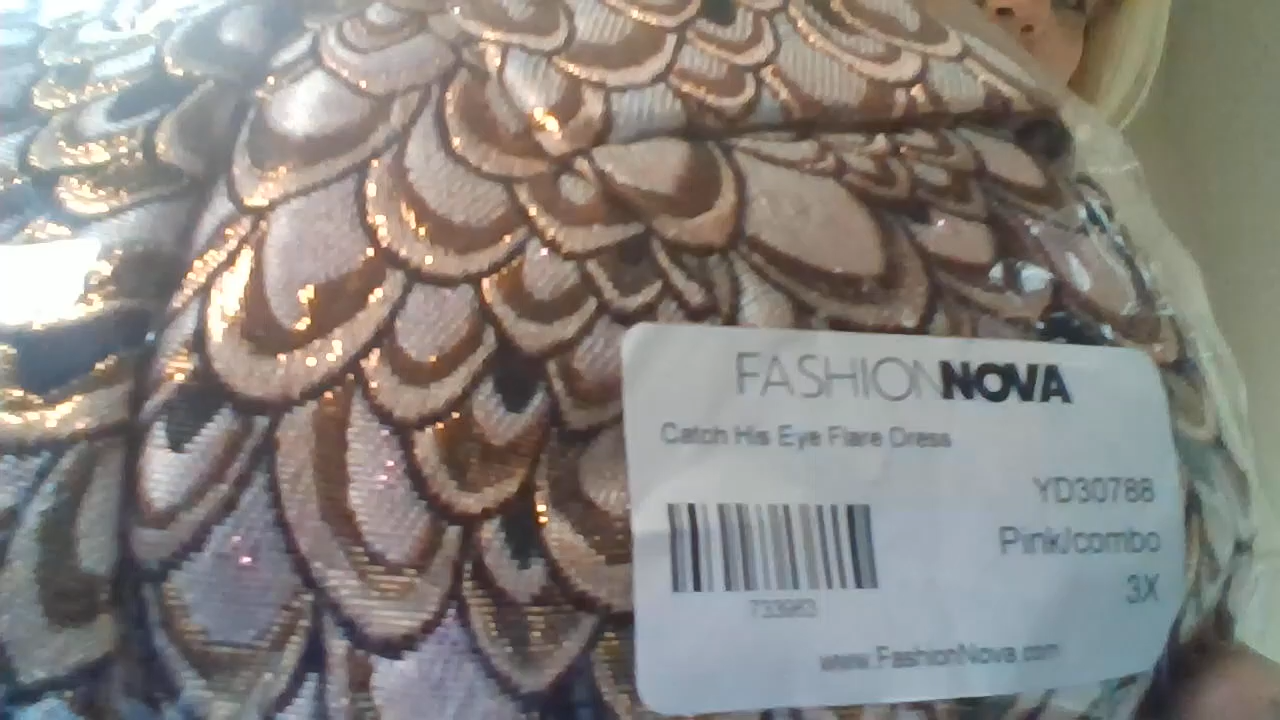 FASHIONNOVA
Catch His Eye Flare Dress
YD30788
Pink/combo
3X
www.FashionNova.com